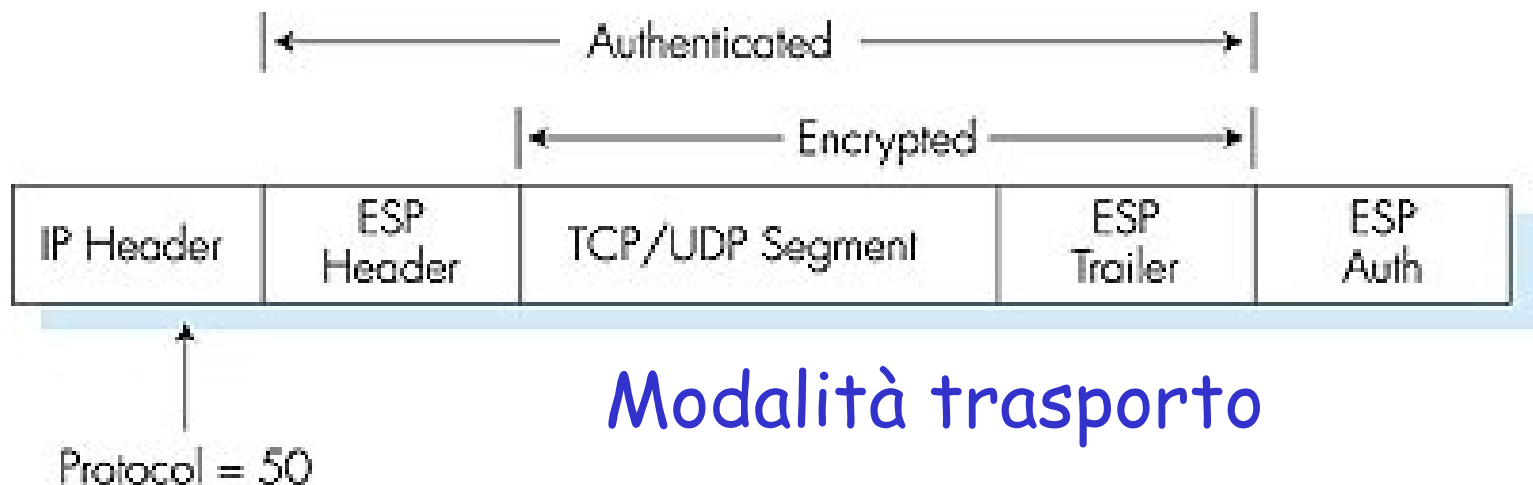 Authenticated
Encrypted
IP Header
ESP
Header
TCP/UDP Segment
ESP
Trailer
ESP
Auth
Modalità trasporto
Protocol = 50